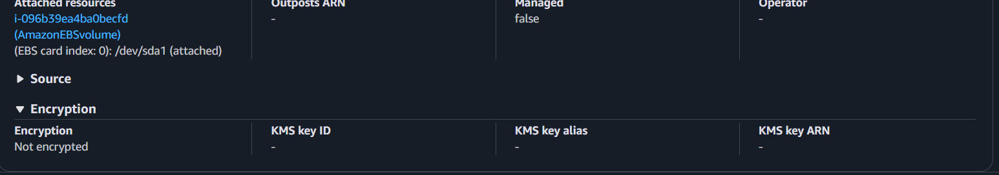 Attached resources
Outposts ARN
Managed
Operator
i-096b39ea4ba0becfd
(AmazonEBSvolume)
(EBS card index: 0): /dev/sda1 (attached)
-
false
-
Source
Encryption
Encryption
KMS key ID
KMS key alias
KMS key ARN
Not encrypted
-
-
-